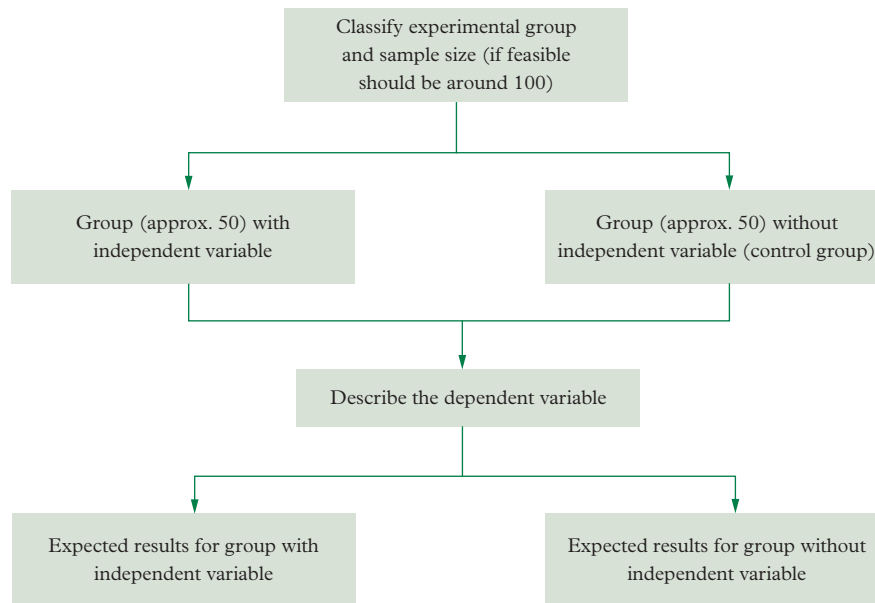 Classify experimental group
and sample size (if feasible
should be around 100)
Group (approx. 50) with
independent variable
Group (approx. 50) without
independent variable (control group)
Describe the dependent variable
Expected results for group with
independent variable
Expected results for group without
independent variable